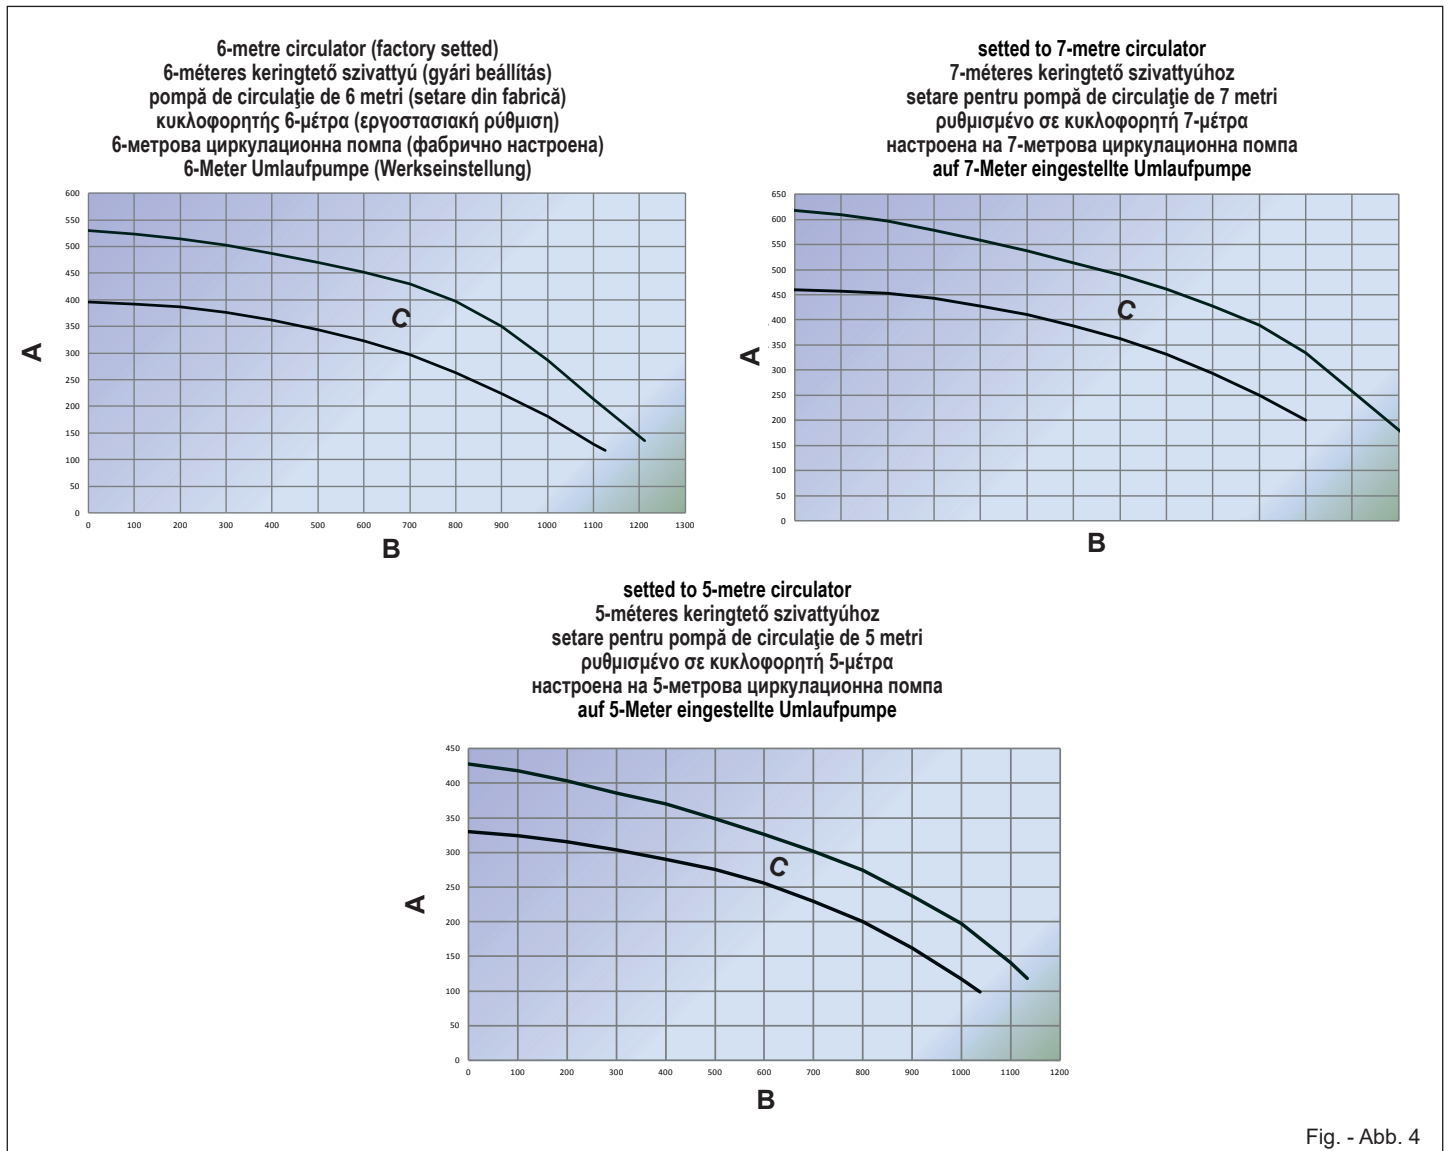 6-metre circulator (factory setted)
6-méteres keringtető szivattyú (gyári beállítás)
pompă de circulaţie de 6 metri (setare din fabrică)
κυκλοφορητής 6-μέτρα (εργοστασιακή ρύθμιση)
6-метрова циркулационна помпа (фабрично настроена)
6-Meter Umlaufpumpe (Werkseinstellung)
600
550
500
450
400
350
300
250
200
150
100
50
0
A
C
0 100 200 300 400 500 600 700 800 900 1000 1100 1200 1300
B
setted to 7-metre circulator
7-méteres keringtető szivattyúhoz
setare pentru pompă de circulaţie de 7 metri
ρυθμισμένο σε κυκλοφορητή 7-μέτρα
настроена на 7-метрова циркулационна помпа
auf 7-Meter eingestellte Umlaufpumpe
650
600
550
500
450
400
350
300
250
200
150
100
50
0
A
C
B
setted to 5-metre circulator
5-méteres keringtető szivattyúhoz
setare pentru pompă de circulaţie de 5 metri
ρυθμισμένο σε κυκλοφορητή 5-μέτρα
настроена на 5-метрова циркулационна помпа
auf 5-Meter eingestellte Umlaufpumpe
450
400
350
300
250
200
150
100
50
0
A
C
0 100 200 300 400 500 600 700 800 900 1000 1100 1200
B
Fig. - Abb. 4